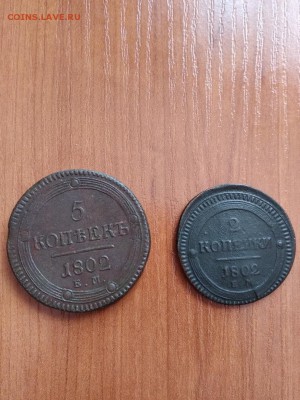 COINS.LAVE.RU
5
КОПѢЕКЪ
1802
Е.М.
2
КОПѢЙКИ
1802
Е.М.